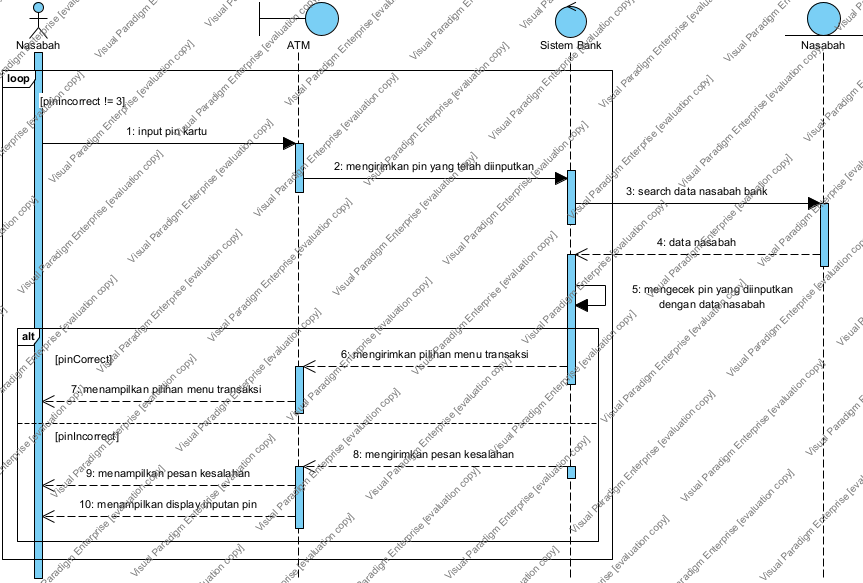 Nasabah
ATM
Sistem Bank
Nasabah
loop
[pinIncorrect != 3]
1: input pin kartu
2: mengirimkan pin yang telah diinputkan
3: search data nasabah bank
4: data nasabah
5: mengecek pin yang diinputkan
dengan data nasabah
alt
[pinCorrect]
6: mengirimkan pilihan menu transaksi
7: menampilkan pilihan menu transaksi
[pinIncorrect]
8: mengirimkan pesan kesalahan
9: menampilkan pesan kesalahan
10: menampilkan display inputan pin
Visual Paradigm Enterprise [evaluation copy]